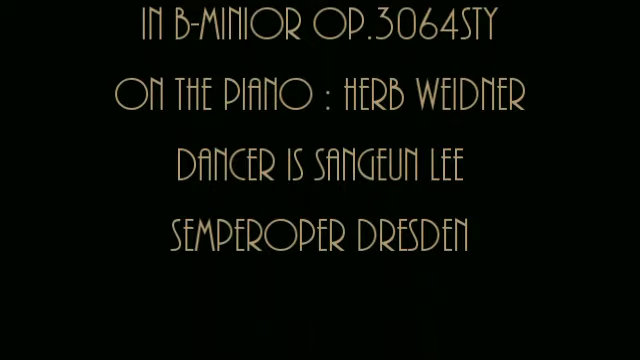 IN B-MINIOR OP.3064STY
ON THE PIANO : HERB WEIDNER
DANCER IS SANGEUN LEE
SEMPEROPER DRESDEN